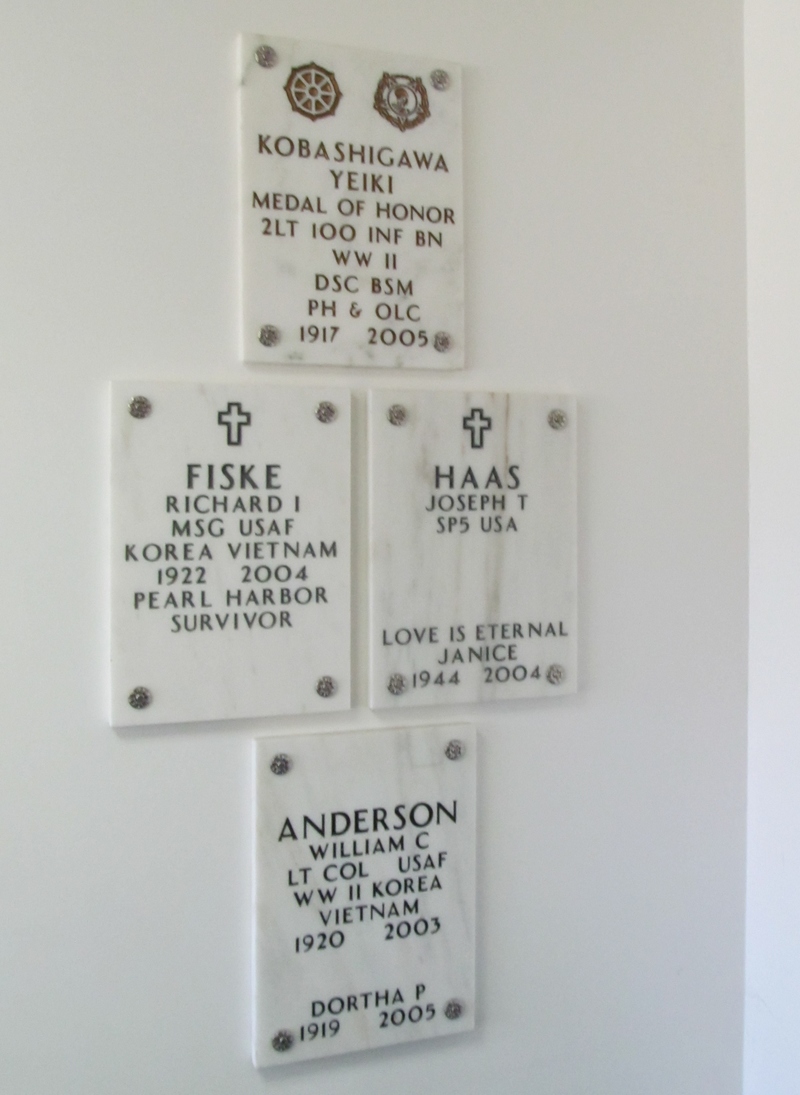 KOBASHIGAWA
YEIKI
MEDAL OF HONOR
2LT 100 INF BN
WW II
DSC BSM
PH & OLC
1917 2005
FISKE
RICHARD I
MSG USAF
KOREA VIETNAM
1922 2004
PEARL HARBOR
SURVIVOR
HAAS
JOSEPH T
SP5 USA
LOVE IS ETERNAL
JANICE
1944 2004
ANDERSON
WILLIAM C
LT COL USAF
WW II KOREA
VIETNAM
1920 2003
DORTHA P
1919 2005